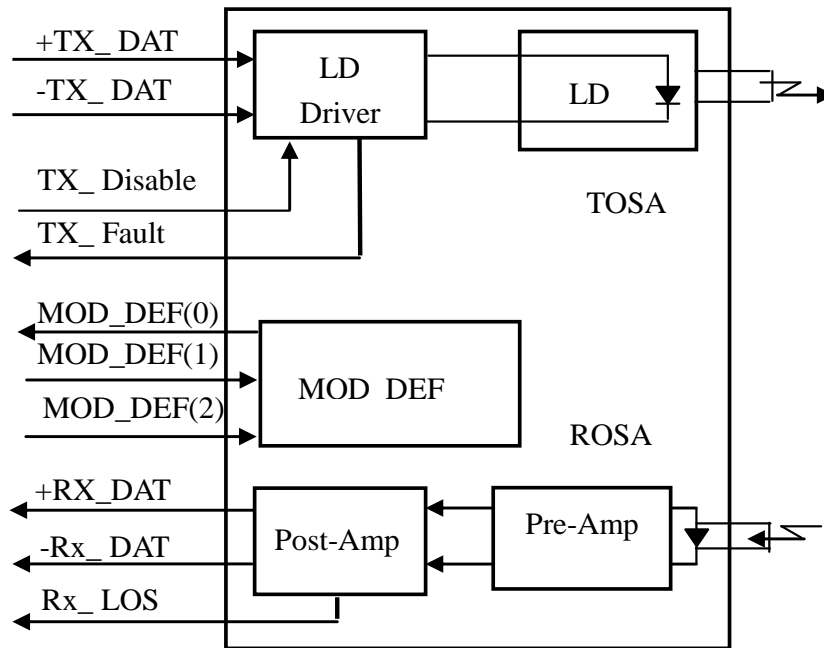 +TX_ DAT
LD
Driver
LD
-TX_ DAT
TX_ Disable
TOSA
TX_ Fault
MOD_DEF(0)
MOD_DEF(1)
MOD DEF
MOD_DEF(2)
ROSA
+RX_DAT
Post-Amp
Pre-Amp
-Rx_ DAT
Rx_ LOS